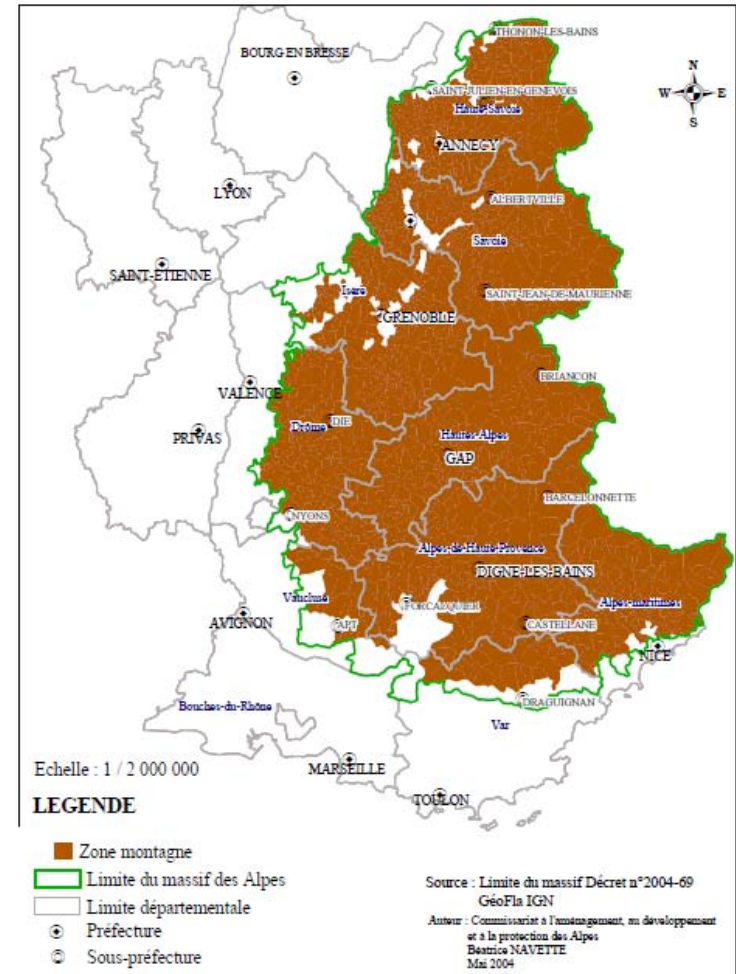 THONON-LES-BAINS
BOURG EN BRESSE
N
W E
S
SAINT-JULIEN-EN-GENEVOIS
Haute-Savoie
ANNECY
LYON
ALBERTVILLE
Savoie
SAINT-ETIENNE
Isère
SAINT-JEAN-DE-MAURIENNE
GRENOBLE
BRIANCON
VALENCE
Drôme
DIE
PRIVAS
Hautes-Alpes
GAP
BARCELONNETTE
NYONS
Alpes-de-Haute-Provence
DIGNE-LES-BAINS
Vaucluse
FORCALQUIER
Alpes-maritimes
AVIGNON
APT
CASTELLANE
NICE
Bouches-du-Rhône
DRAGUIGNAN
Var
Echelle : 1 / 2 000 000
MARSEILLE
TOULON
LEGENDE
Zone montagne
Limite du massif des Alpes
Limite départementale
Préfecture
Sous-préfecture
Source : Limite du massif Décret n°2004-69
GéoFla IGN
Auteur : Commissariat à l'aménagement, au développement
et à la protection des Alpes
Béatrice NAVETTE
Mai 2004